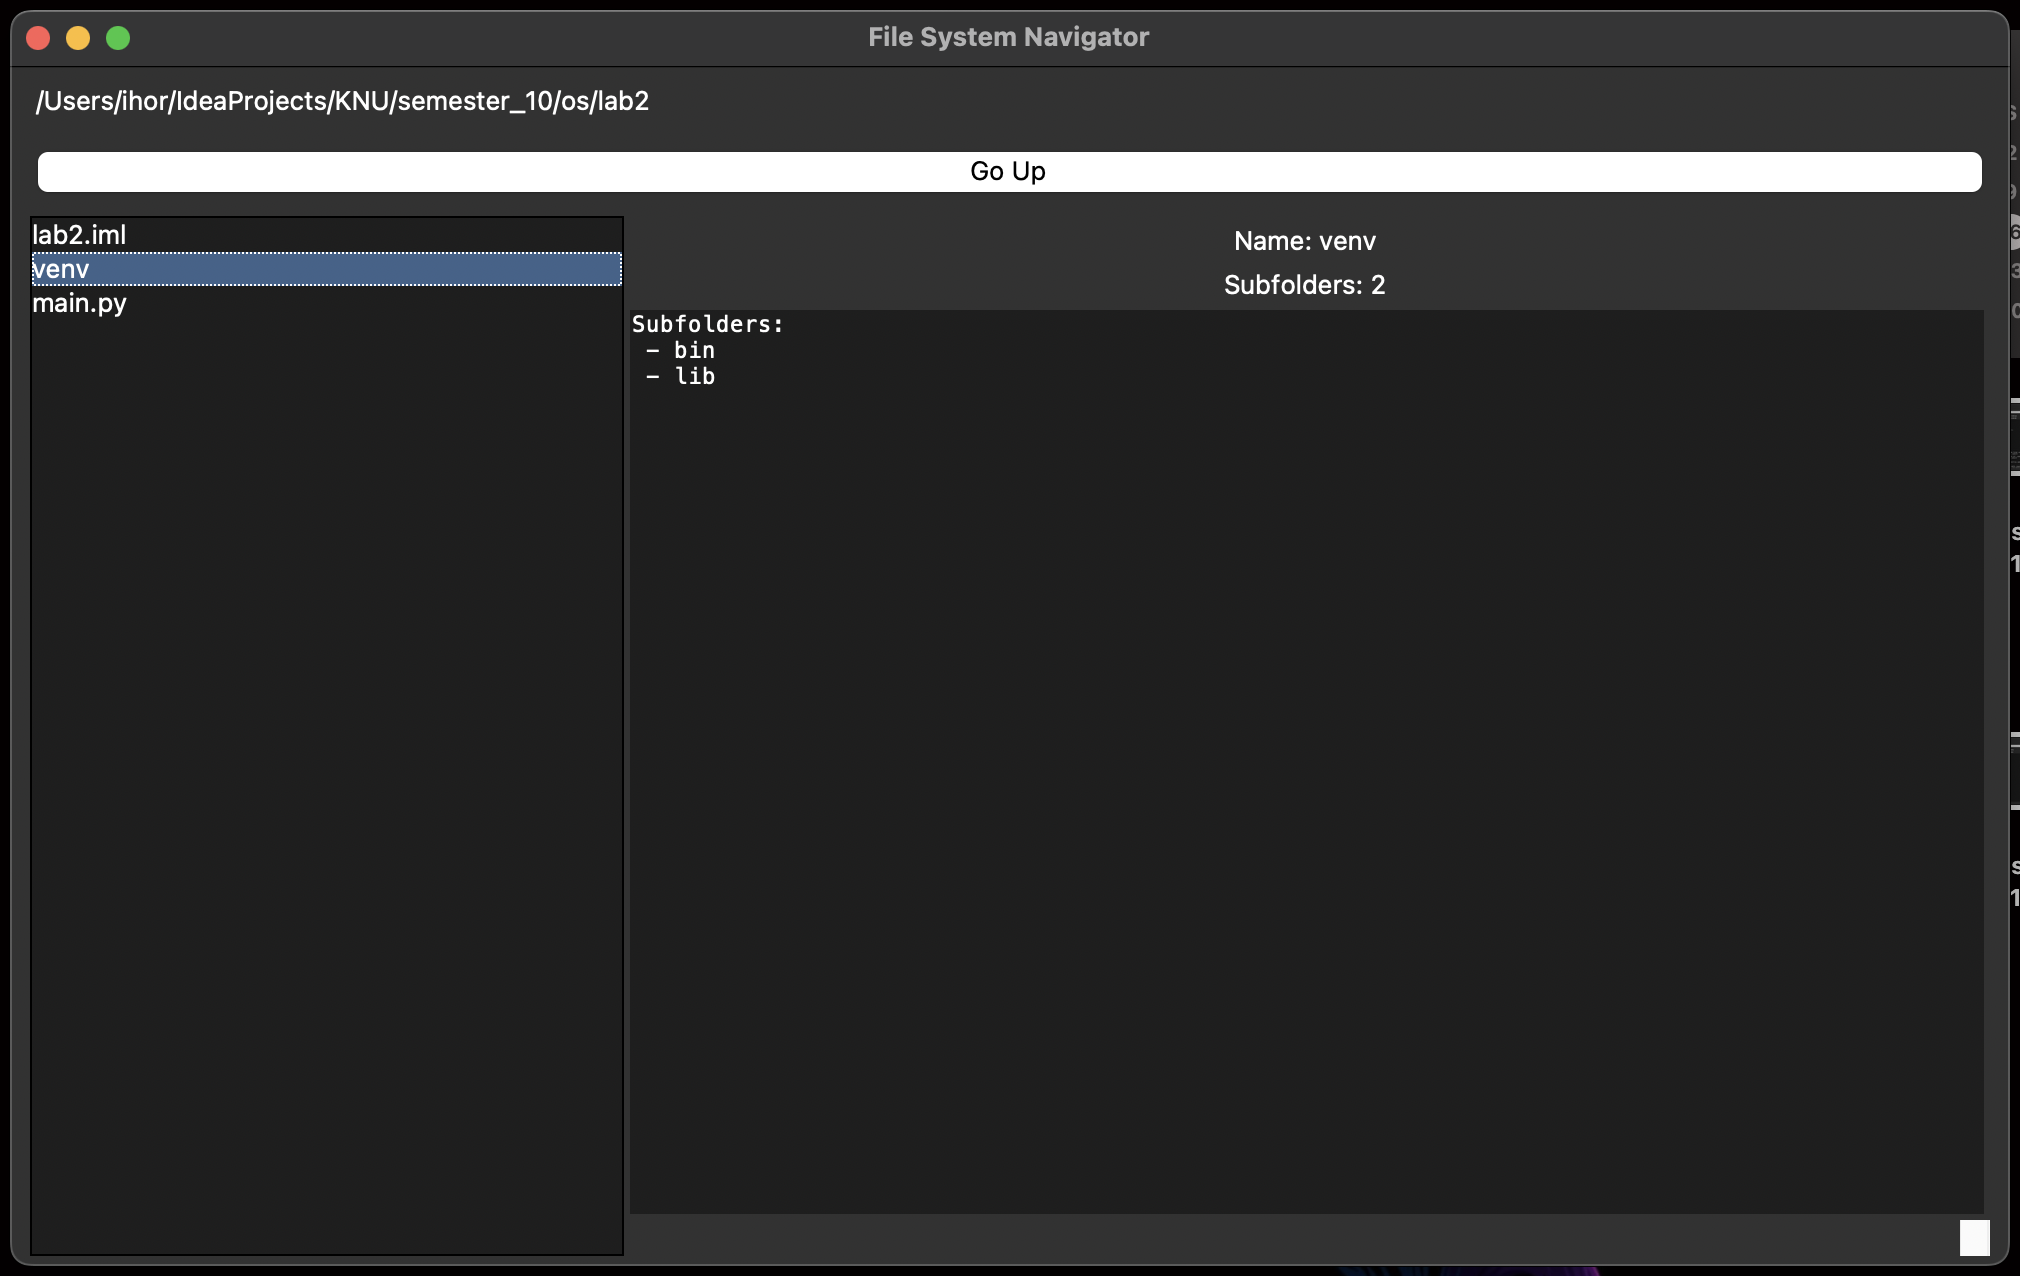 File System Navigator
/Users/ihor/IdeaProjects/KNU/semester_10/os/lab2
Go Up
lab2.iml
venv
main.py
Name: venv
Subfolders: 2
Subfolders:
- bin
- lib